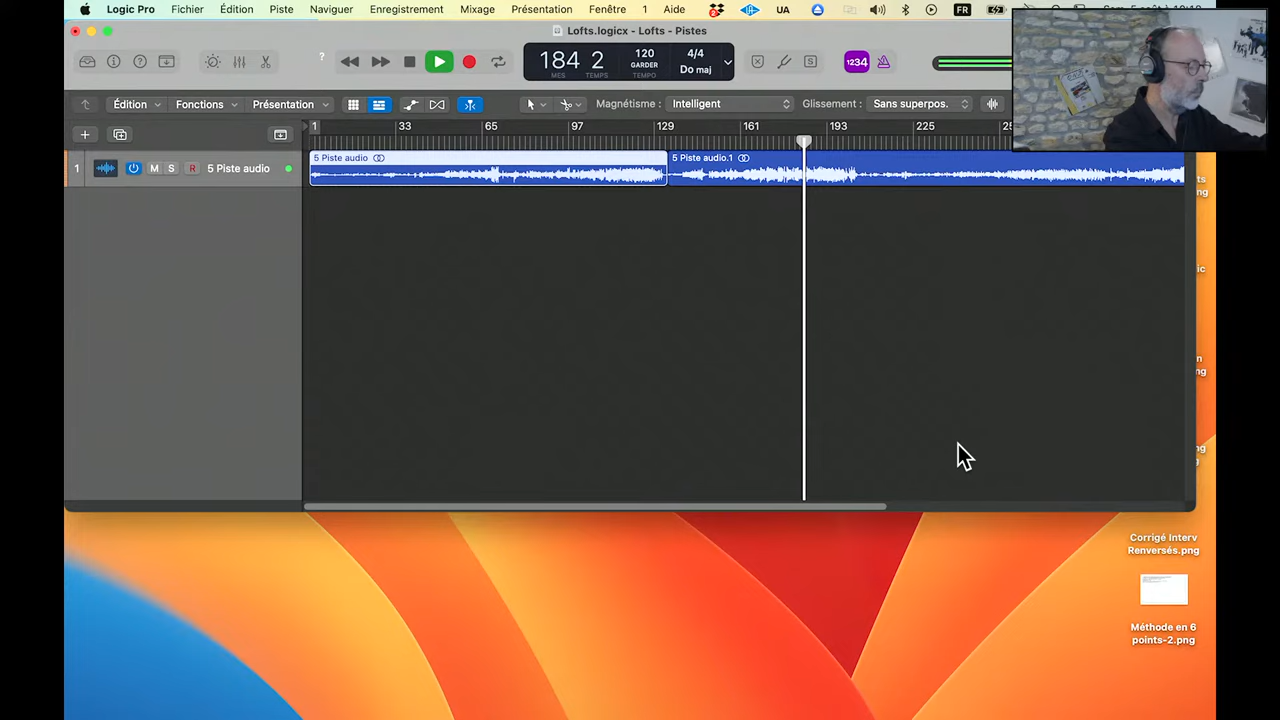 Logic Pro Fichier Édition Piste Naviguer Enregistrement Mixage Présentation Fenêtre 1 Aide UA FR
Lofts.logicx - Lofts - Pistes
184 2 120 4/4
GARDER Do maj
MES TEMPS TEMPO
1234
S
?
Édition Fonctions Présentation Magnétisme : Intelligent Glissement : Sans superpos.
1 33 65 97 129 161 193 225
5 Piste audio 5 Piste audio.1
1 M S R 5 Piste audio
Corrigé Interv
Renversés.png
Méthode en 6
points-2.png